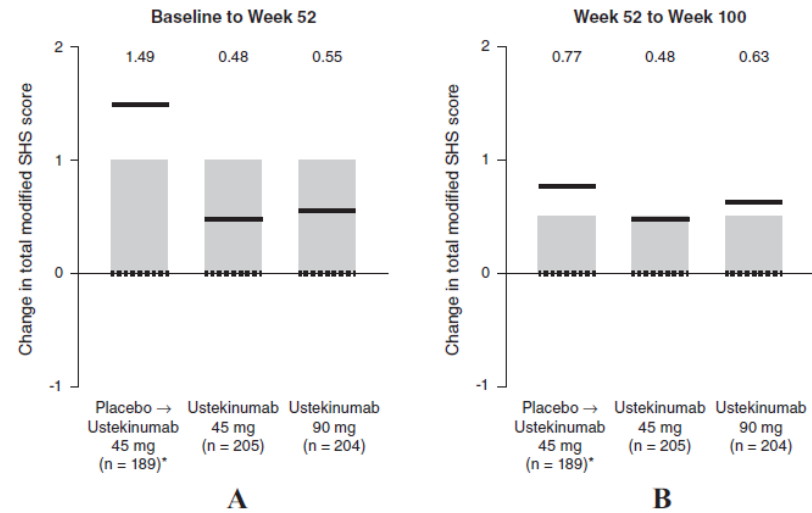 Baseline to Week 52
2
1.49 0.48 0.55
1
0
-1
Change in total modified SHS score
Placebo → Ustekinumab Ustekinumab
Ustekinumab 45 mg 90 mg
45 mg (n = 205) (n = 204)
(n = 189)*
A
Week 52 to Week 100
2
0.77 0.48 0.63
1
0
-1
Change in total modified SHS score
Placebo → Ustekinumab Ustekinumab
Ustekinumab 45 mg 90 mg
45 mg (n = 205) (n = 204)
(n = 189)*
B